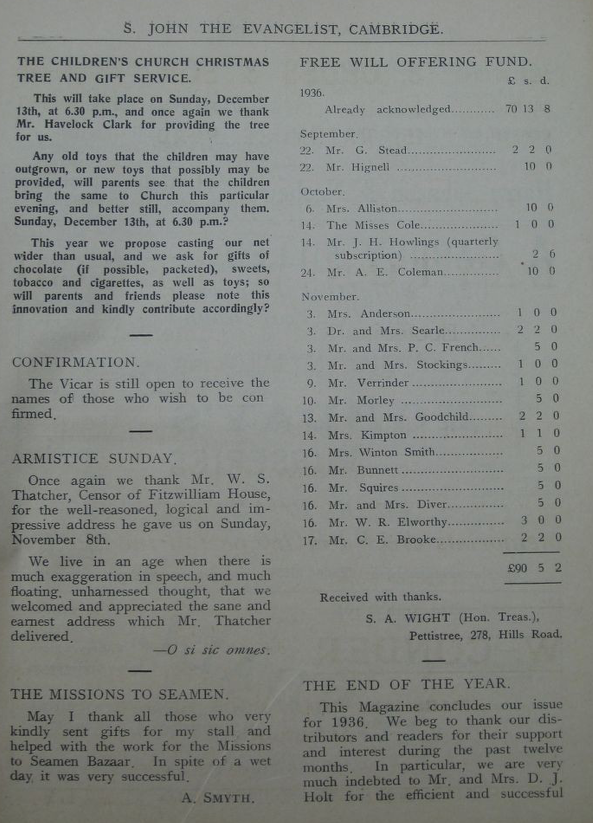 S. JOHN THE EVANGELIST, CAMBRIDGE.
THE CHILDREN'S CHURCH CHRISTMAS
TREE AND GIFT SERVICE.
This will take place on Sunday, December
13th, at 6.30 p.m., and once again we thank
Mr. Havelock Clark for providing the tree
for us.
Any old toys that the children may have
outgrown, or new toys that possibly may be
provided, will parents see that the children
bring the same to Church this particular
evening, and better still, accompany them.
Sunday, December 13th, at 6.30 p.m.?
This year we propose casting our net
wider than usual, and we ask for gifts of
chocolate (if possible, packeted), sweets,
tobacco and cigarettes, as well as toys; so
will parents and friends please note this
innovation and kindly contribute accordingly?
CONFIRMATION.
The Vicar is still open to receive the
names of those who wish to be con
firmed.
ARMISTICE SUNDAY.
Once again we thank Mr. W. S.
Thatcher, Censor of Fitzwilliam House,
for the well-reasoned, logical and im-
pressive address he gave us on Sunday,
November 8th.
We live in an age when there is
much exaggeration in speech, and much
floating, unharnessed thought, that we
welcomed and appreciated the sane and
earnest address which Mr. Thatcher
delivered.
—O si sic omnes.
THE MISSIONS TO SEAMEN.
May I thank all those who very
kindly sent gifts for my stall and
helped with the work for the Missions
to Seamen Bazaar. In spite of a wet
day it was very successful.
A. SMYTH.
FREE WILL OFFERING FUND.
£ s. d.
1936.
Already acknowledged............ 70 13 8
September.
22. Mr. G. Stead........................ 2 2 0
22. Mr. Hignell ........................ 10 0
October.
6. Mrs. Alliston........................ 10 0
14. The Misses Cole..................... 1 0 0
14. Mr. J. H. Howlings (quarterly
subscription) ..................... 2 6
24. Mr. A. E. Coleman............... 10 0
November.
3. Mrs. Anderson..................... 1 0 0
3. Dr. and Mrs. Searle............... 2 2 0
3. Mr. and Mrs. P. C. French...... 5 0
3. Mr. and Mrs. Stockings......... 1 0 0
9. Mr. Verrinder ..................... 1 0 0
10. Mr. Morley ........................ 5 0
13. Mr. and Mrs. Goodchild......... 2 2 0
14. Mrs. Kimpton ..................... 1 1 0
16. Mrs. Winton Smith............... 5 0
16. Mr. Bunnett ........................ 5 0
16. Mr. Squires ........................ 5 0
16. Mr. and Mrs. Diver............... 5 0
16. Mr. W. R. Elworthy............ 3 0 0
17. Mr. C. E. Brooke.................. 2 2 0
£90 5 2
Received with thanks.
S. A. WIGHT (Hon. Treas.),
Pettistree, 278, Hills Road.
THE END OF THE YEAR.
This Magazine concludes our issue
for 1936. We beg to thank our dis-
tributors and readers for their support
and interest during the past twelve
months. In particular, we are very
much indebted to Mr. and Mrs. D. J.
Holt for the efficient and successful